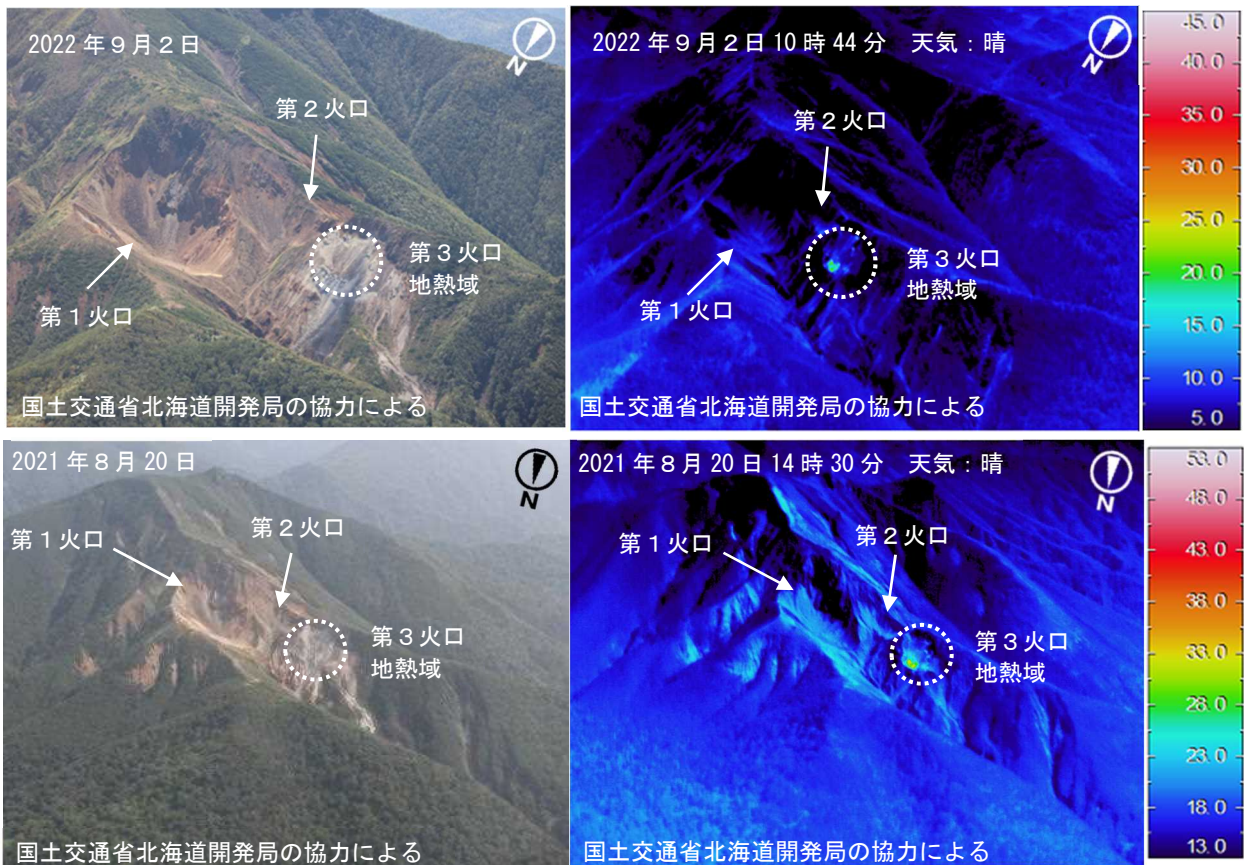 2022年9月2日
N
第2火口
第3火口
地熱域
第1火口
国土交通省北海道開発局の協力による
2022年9月2日10時44分 天気:晴
N
第2火口
第3火口
地熱域
第1火口
国土交通省北海道開発局の協力による
45.0
40.0
35.0
30.0
25.0
20.0
15.0
10.0
5.0
2021年8月20日
N
第1火口
第2火口
第3火口
地熱域
国土交通省北海道開発局の協力による
2021年8月20日14時30分 天気:晴
N
第1火口
第2火口
第3火口
地熱域
国土交通省北海道開発局の協力による
53.0
48.0
43.0
38.0
33.0
28.0
23.0
18.0
13.0